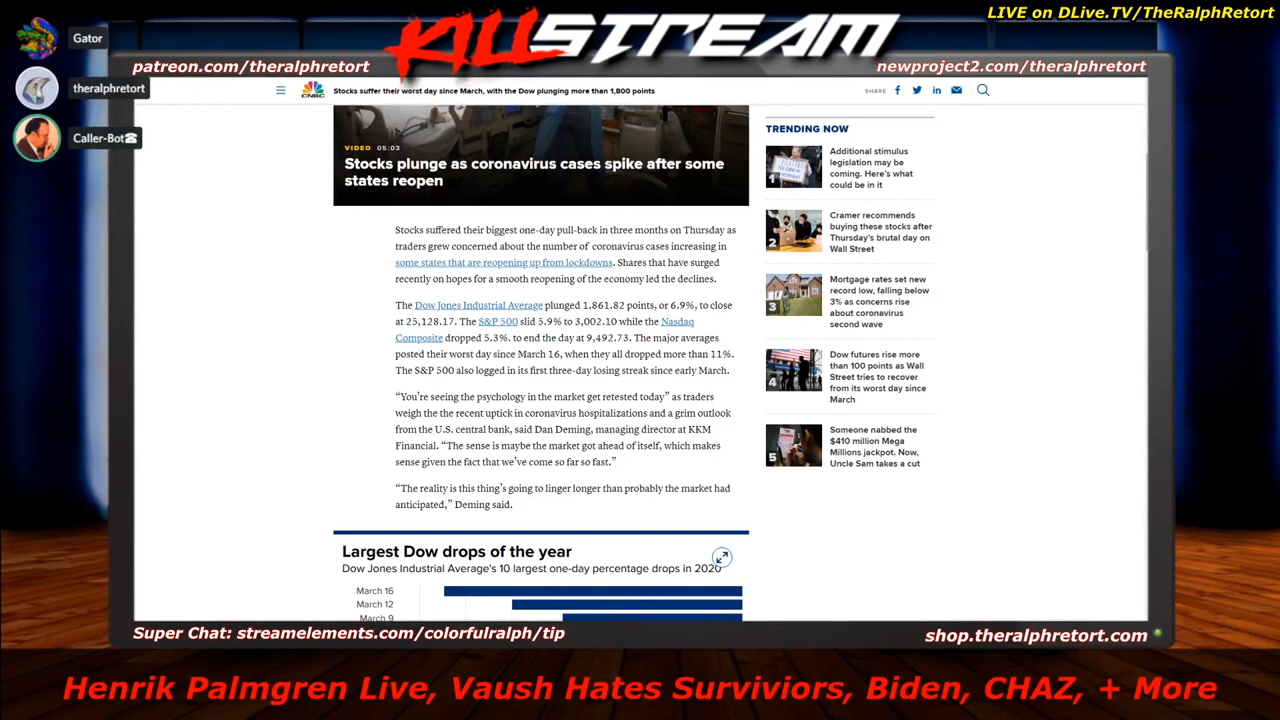 LIVE on DLive.TV/TheRalphRetort
Gator
KILLSTREAM
patreon.com/theralphretort
newproject2.com/theralphretort
theralphretort
CNBC
Stocks suffer their worst day since March, with the Dow plunging more than 1,800 points
SHARE
Caller-Bot
VIDEO 05:03
Stocks plunge as coronavirus cases spike after some
states reopen
Stocks suffered their biggest one-day pull-back in three months on Thursday as
traders grew concerned about the number of coronavirus cases increasing in
some states that are reopening up from lockdowns. Shares that have surged
recently on hopes for a smooth reopening of the economy led the declines.
The Dow Jones Industrial Average plunged 1,861.82 points, or 6.9%, to close
at 25,128.17. The S&P 500 slid 5.9% to 3,002.10 while the Nasdaq
Composite dropped 5.3%. to end the day at 9,492.73. The major averages
posted their worst day since March 16, when they all dropped more than 11%.
The S&P 500 also logged in its first three-day losing streak since early March.
“You’re seeing the psychology in the market get retested today” as traders
weigh the the recent uptick in coronavirus hospitalizations and a grim outlook
from the U.S. central bank, said Dan Deming, managing director at KKM
Financial. “The sense is maybe the market got ahead of itself, which makes
sense given the fact that we’ve come so far so fast.”
“The reality is this thing’s going to linger longer than probably the market had
anticipated,” Deming said.
Largest Dow drops of the year
Dow Jones Industrial Average's 10 largest one-day percentage drops in 2020
March 16
March 12
March 9
TRENDING NOW
1
Additional stimulus
legislation may be
coming. Here’s what
could be in it
2
Cramer recommends
buying these stocks after
Thursday’s brutal day on
Wall Street
3
Mortgage rates set new
record low, falling below
3% as concerns rise
about coronavirus
second wave
4
Dow futures rise more
than 100 points as Wall
Street tries to recover
from its worst day since
March
5
Someone nabbed the
$410 million Mega
Millions jackpot. Now,
Uncle Sam takes a cut
Super Chat: streamelements.com/colorfulralph/tip
shop.theralphretort.com
Henrik Palmgren Live, Vaush Hates Surviviors, Biden, CHAZ, + More